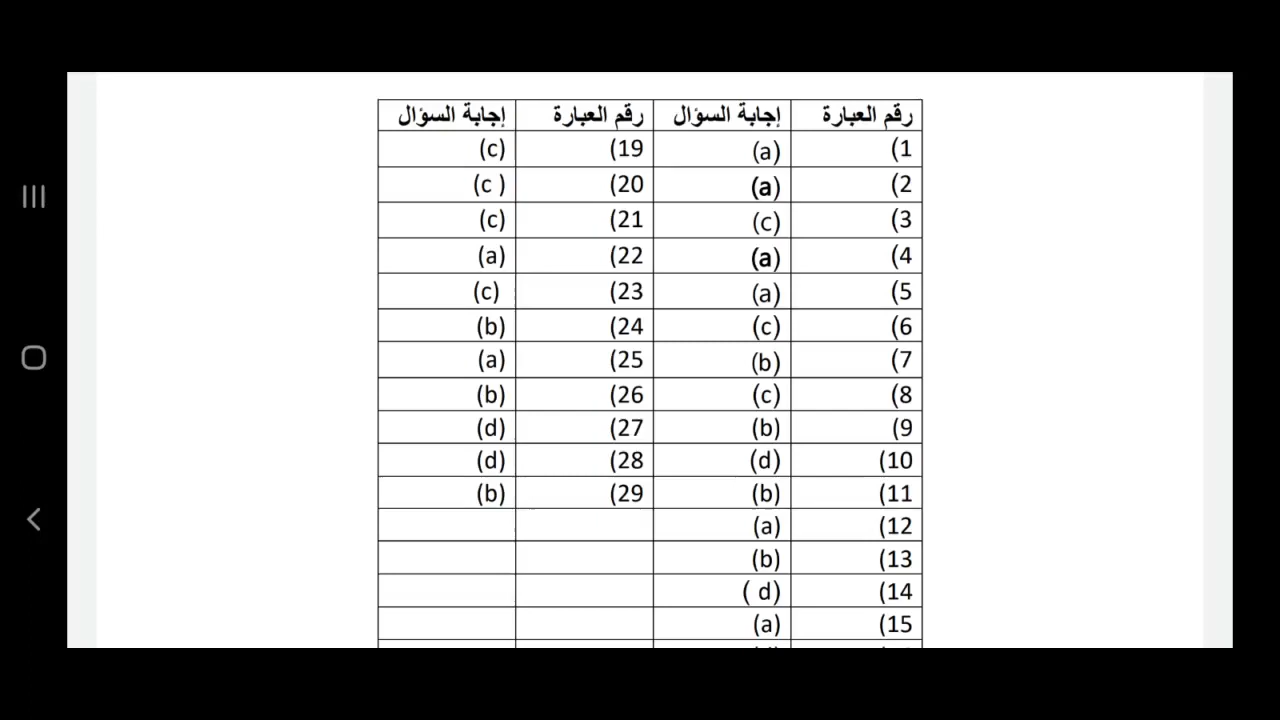 رقم العبارة إجابة السؤال رقم العبارة إجابة السؤال
(1 (a) (19 (c)
(2 (a) (20 (c )
(3 (c) (21 (c)
(4 (a) (22 (a)
(5 (a) (23 (c)
(6 (c) (24 (b)
(7 (b) (25 (a)
(8 (c) (26 (b)
(9 (b) (27 (d)
(10 (d) (28 (d)
(11 (b) (29 (b)
(12 (a)
(13 (b)
(14 ( d)
(15 (a)